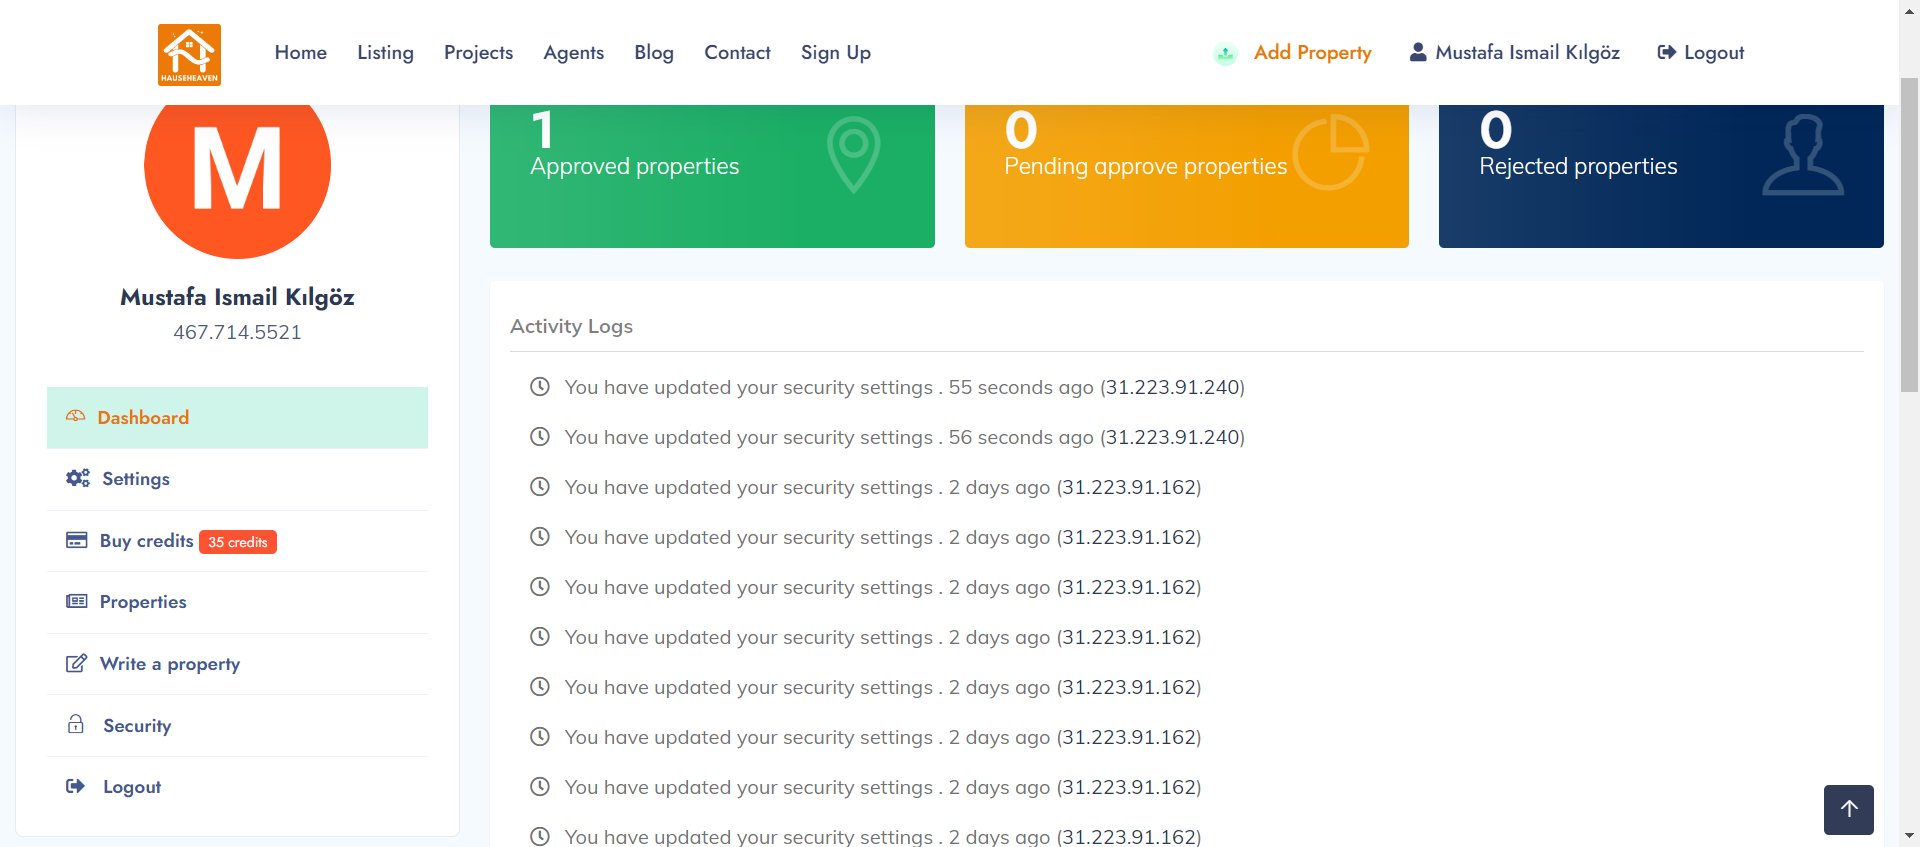 HAUSEHEAVEN
Home Listing Projects Agents Blog Contact Sign Up Add Property Mustafa Ismail Kılgöz Logout
M
Mustafa Ismail Kılgöz
467.714.5521
Dashboard
Settings
Buy credits 35 credits
Properties
Write a property
Security
Logout
1
Approved properties
0
Pending approve properties
0
Rejected properties
Activity Logs
You have updated your security settings . 55 seconds ago (31.223.91.240)
You have updated your security settings . 56 seconds ago (31.223.91.240)
You have updated your security settings . 2 days ago (31.223.91.162)
You have updated your security settings . 2 days ago (31.223.91.162)
You have updated your security settings . 2 days ago (31.223.91.162)
You have updated your security settings . 2 days ago (31.223.91.162)
You have updated your security settings . 2 days ago (31.223.91.162)
You have updated your security settings . 2 days ago (31.223.91.162)
You have updated your security settings . 2 days ago (31.223.91.162)
You have updated your security settings . 2 days ago (31.223.91.162)